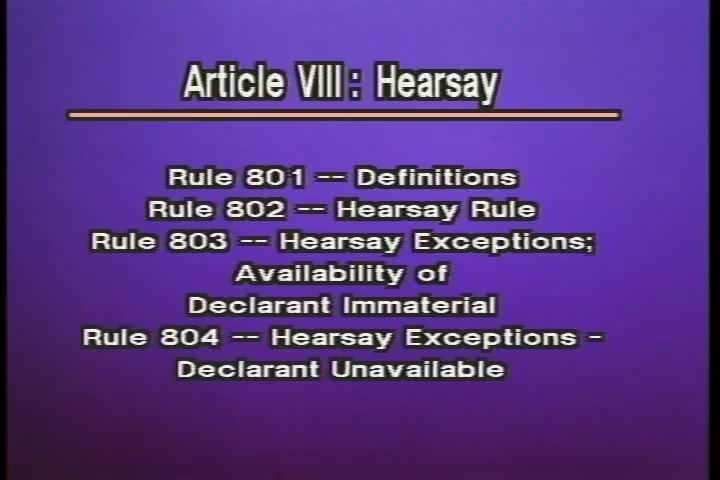 Article VIII: Hearsay
Rule 801 -- Definitions
Rule 802 -- Hearsay Rule
Rule 803 -- Hearsay Exceptions;
Availability of
Declarant Immaterial
Rule 804 -- Hearsay Exceptions -
Declarant Unavailable